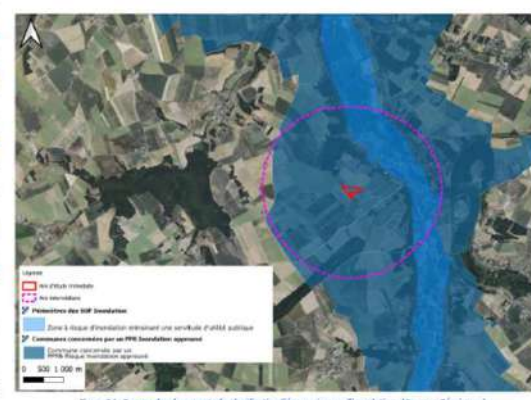 Légende
Aire d'étude immédiate
Aire intermédiaire
Périmètres des SUP Inondation
Zone à risque d'inondation entrainant une servitude d'utilité publique
Communes concernées par un PPR Inondation approuvé
Commune concernée par un
PPRN Risque Inondation approuvé
0 500 1 000 m